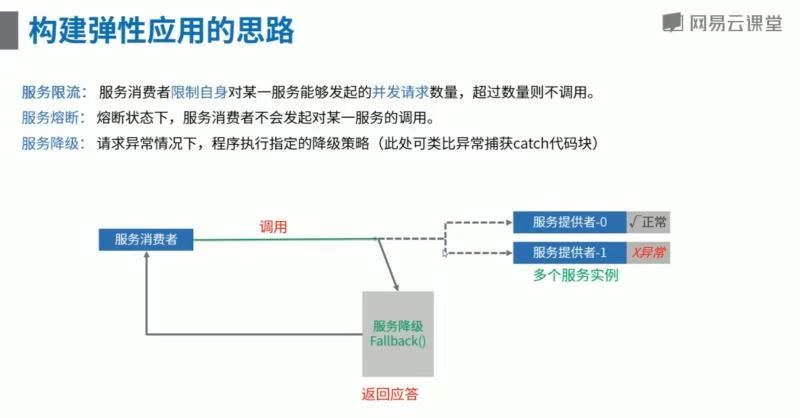 构建弹性应用的思路
网易云课堂
服务限流： 服务消费者限制自身对某一服务能够发起的并发请求数量，超过数量则不调用。
服务熔断： 熔断状态下，服务消费者不会发起对某一服务的调用。
服务降级： 请求异常情况下，程序执行指定的降级策略（此处可类比异常捕获catch代码块）
调用
服务提供者-0 √正常
服务消费者
服务提供者-1 X异常
多个服务实例
服务降级
Fallback()
返回应答